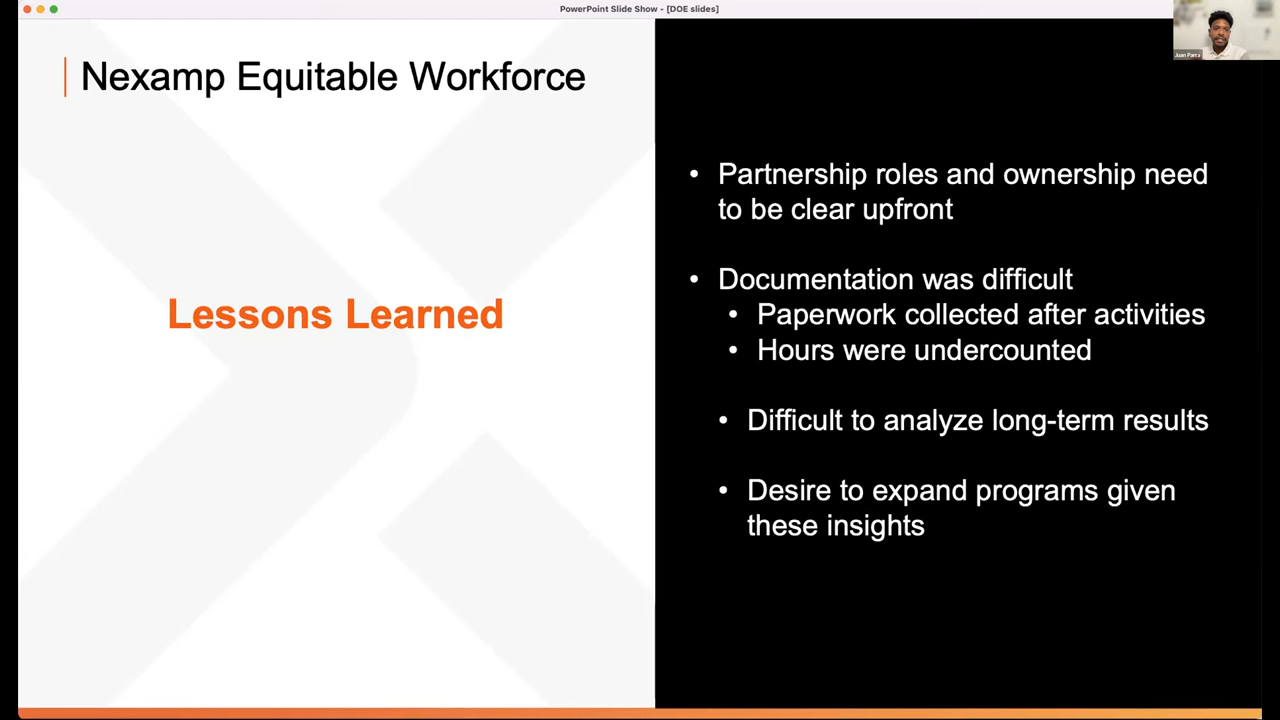 PowerPoint Slide Show - [DOE slides]
Juan Parra
Nexamp Equitable Workforce
Lessons Learned
• Partnership roles and ownership need
to be clear upfront
• Documentation was difficult
• Paperwork collected after activities
• Hours were undercounted
• Difficult to analyze long-term results
• Desire to expand programs given
these insights